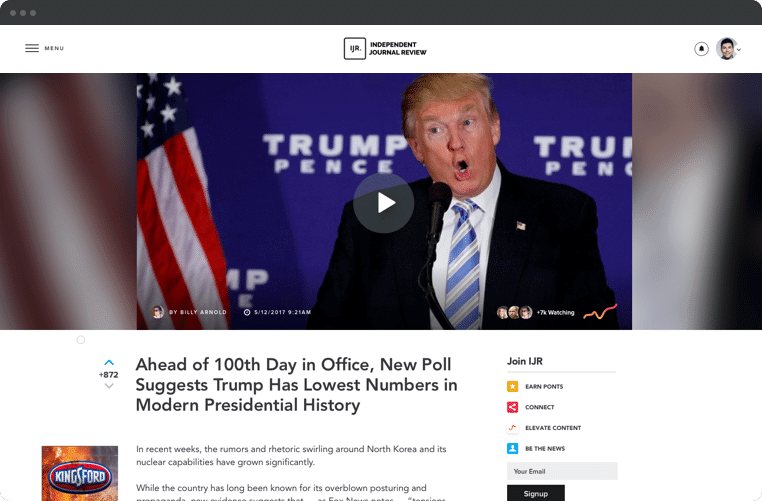 MENU
IJR.
INDEPENDENT
JOURNAL REVIEW
TRUMP
PENCE
TRUM
PENC
MP
BY BILLY ARNOLD
5/12/2017 9:21AM
+7k Watching
+872
Ahead of 100th Day in Office, New Poll
Suggests Trump Has Lowest Numbers in
Modern Presidential History
Join IJR
EARN PONTS
CONNECT
ELEVATE CONTENT
BE THE NEWS
Your Email
Signup
KINGSFORD
In recent weeks, the rumors and rhetoric swirling around North Korea and its
nuclear capabilities have grown significantly.
While the country has long been known for its overblown posturing and
propaganda, new evidence suggests that — as Fox News notes — "tensions